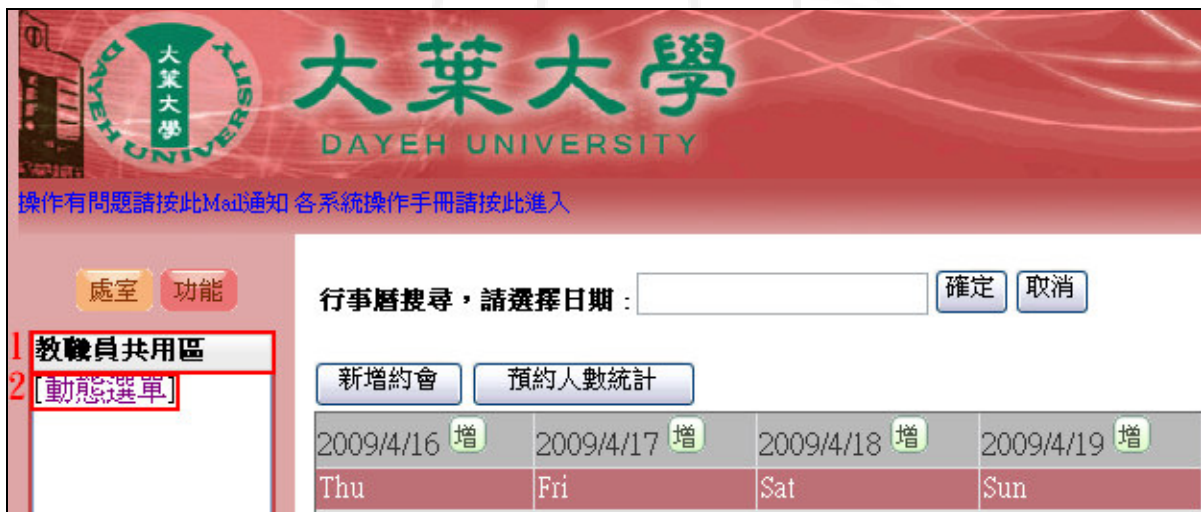 DAYEH UNIVERSITY
大葉大學
大葉大學
DAYEH UNIVERSITY
操作有問題請按此Mail通知 各系統操作手冊請按此進入
處室 功能
行事曆搜尋，請選擇日期： 確定 取消
1 教職員共用區
2 [動態選單]
新增約會 預約人數統計
2009/4/16 增 2009/4/17 增 2009/4/18 增 2009/4/19 增
Thu Fri Sat Sun